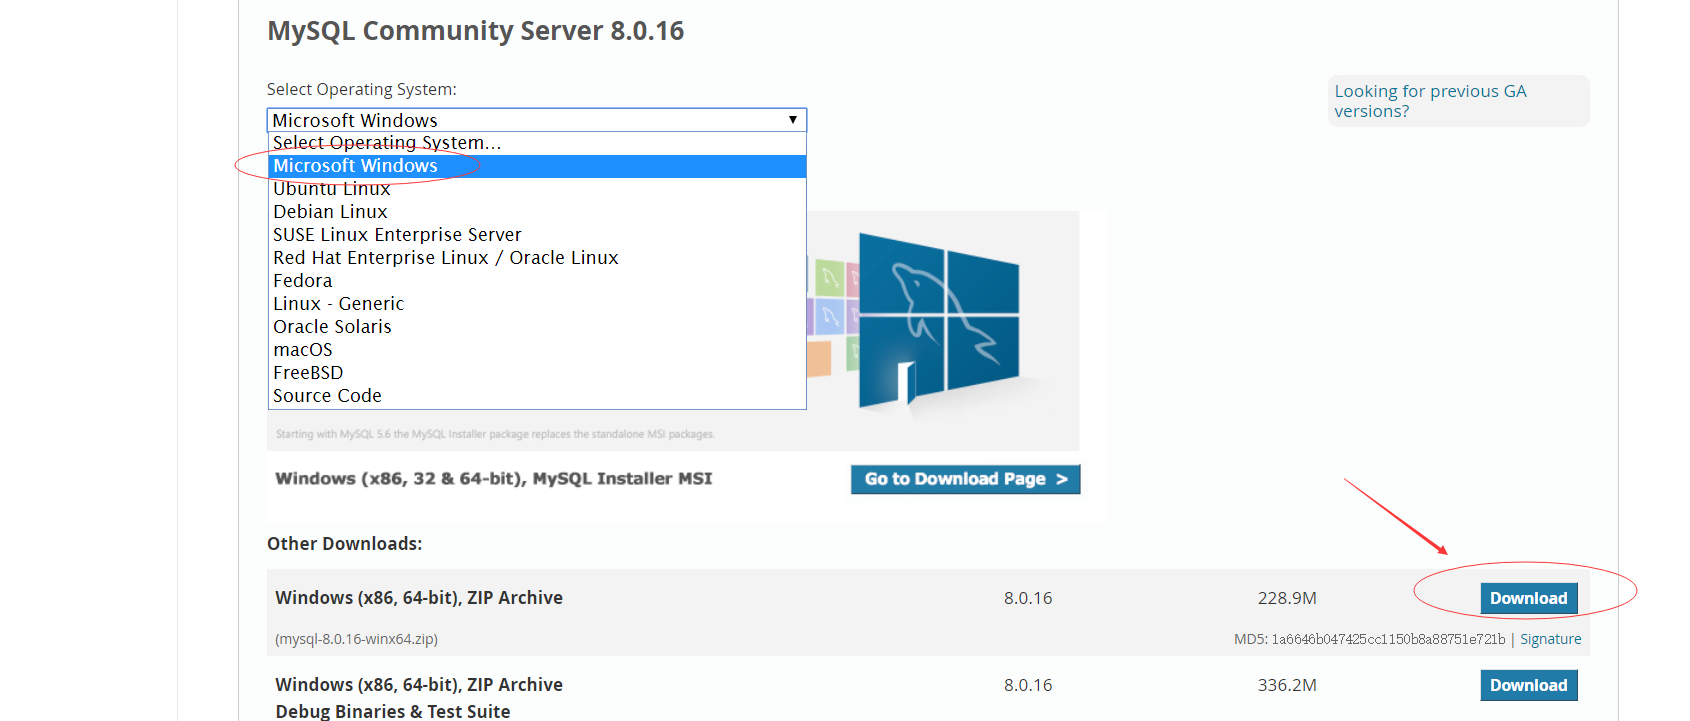 MySQL Community Server 8.0.16
Select Operating System:
Looking for previous GA
versions?
Microsoft Windows
Select Operating System...
Microsoft Windows
Ubuntu Linux
Debian Linux
SUSE Linux Enterprise Server
Red Hat Enterprise Linux / Oracle Linux
Fedora
Linux - Generic
Oracle Solaris
macOS
FreeBSD
Source Code
Starting with MySQL 5.6 the MySQL Installer package replaces the standalone MSI packages.
Windows (x86, 32 & 64-bit), MySQL Installer MSI
Go to Download Page >
Other Downloads:
Windows (x86, 64-bit), ZIP Archive 8.0.16 228.9M Download
(mysql-8.0.16-winx64.zip) MD5: 1a6646b047425cc1150b8a88751e721b | Signature
Windows (x86, 64-bit), ZIP Archive 8.0.16 336.2M Download
Debug Binaries & Test Suite